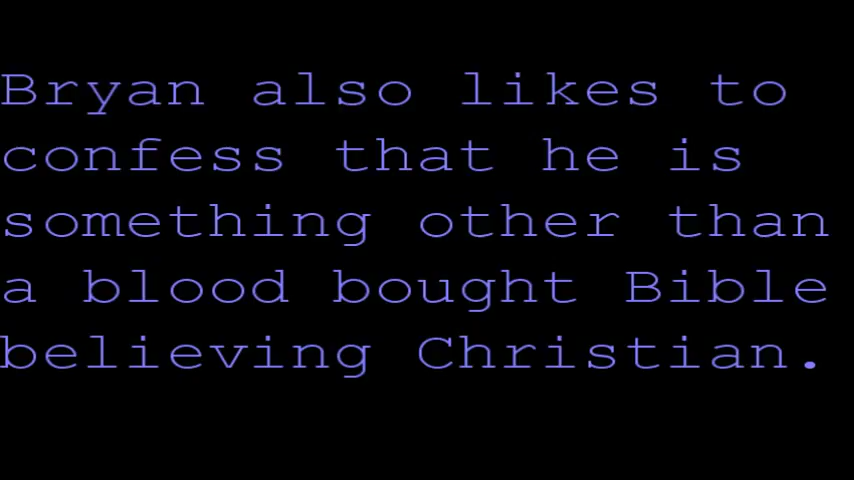 Bryan also likes to
confess that he is
something other than
a blood bought Bible
believing Christian.